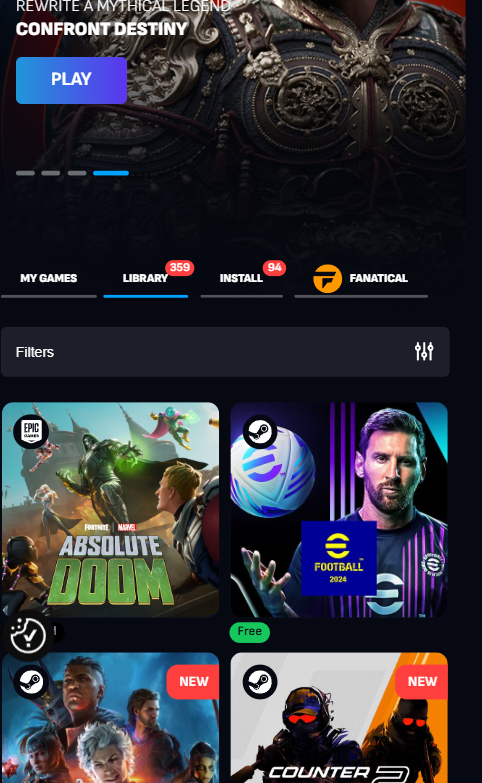 REWRITE A MYTHICAL LEGEND
CONFRONT DESTINY
PLAY
MY GAMES
LIBRARY
359
INSTALL
94
FANATICAL
Filters
EPIC
GAMES
FORTNITE | MARVEL
ABSOLUTE
DOOM
FOOTBALL
2024
Free
NEW
NEW
COUNTER
2